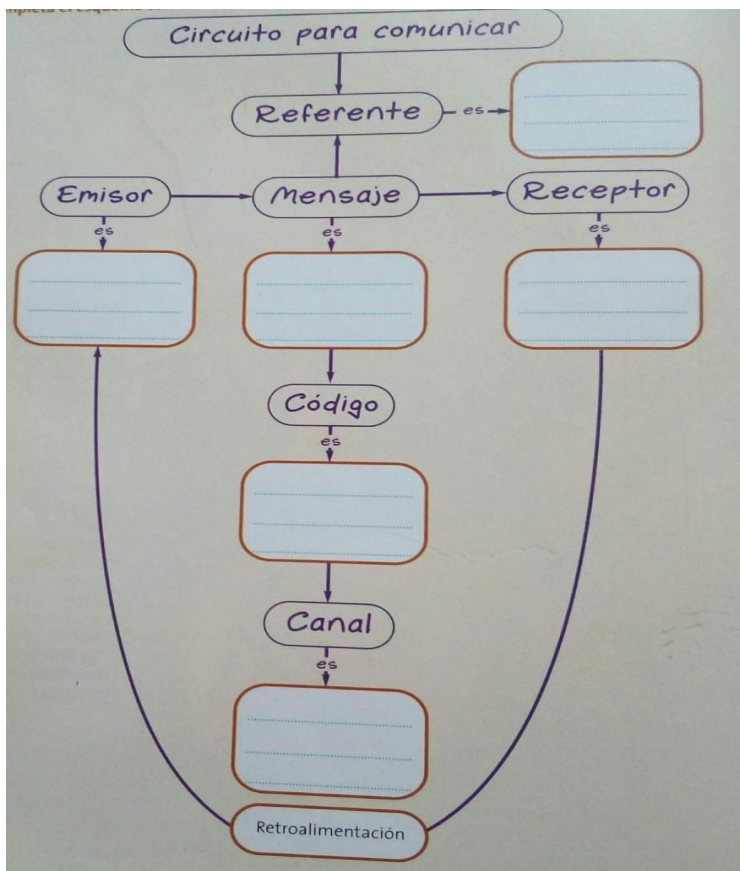 Circuito para comunicar
Referente
es
Emisor
Mensaje
Receptor
es
es
es
Código
es
Canal
es
Retroalimentación